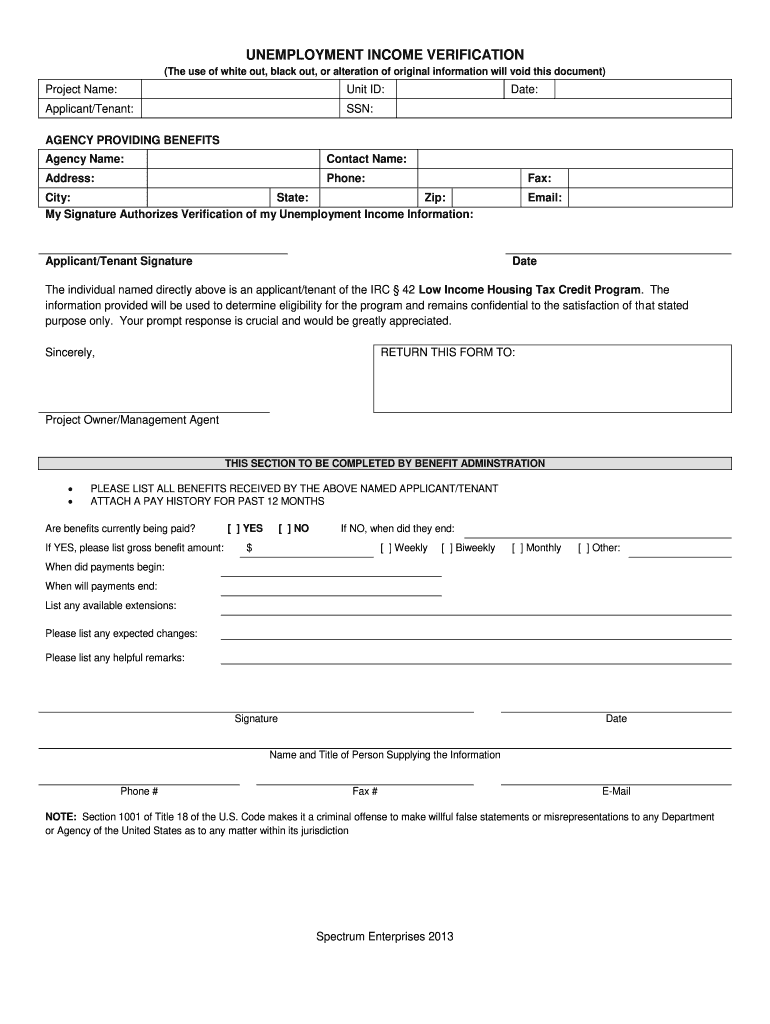 UNEMPLOYMENT INCOME VERIFICATION
(The use of white out, black out, or alteration of original information will void this document)
Project Name: Unit ID: Date:
Applicant/Tenant: SSN:
AGENCY PROVIDING BENEFITS
Agency Name: Contact Name:
Address: Phone: Fax:
City: State: Zip: Email:
My Signature Authorizes Verification of my Unemployment Income Information:
Applicant/Tenant Signature Date
The individual named directly above is an applicant/tenant of the IRC § 42 Low Income Housing Tax Credit Program. The
information provided will be used to determine eligibility for the program and remains confidential to the satisfaction of that stated
purpose only. Your prompt response is crucial and would be greatly appreciated.
Sincerely, RETURN THIS FORM TO:
Project Owner/Management Agent
THIS SECTION TO BE COMPLETED BY BENEFIT ADMINSTRATION
• PLEASE LIST ALL BENEFITS RECEIVED BY THE ABOVE NAMED APPLICANT/TENANT
• ATTACH A PAY HISTORY FOR PAST 12 MONTHS
Are benefits currently being paid? [ ] YES [ ] NO If NO, when did they end:
If YES, please list gross benefit amount: $ [ ] Weekly [ ] Biweekly [ ] Monthly [ ] Other:
When did payments begin:
When will payments end:
List any available extensions:
Please list any expected changes:
Please list any helpful remarks:
Signature Date
Name and Title of Person Supplying the Information
Phone # Fax # E-Mail
NOTE: Section 1001 of Title 18 of the U.S. Code makes it a criminal offense to make willful false statements or misrepresentations to any Department
or Agency of the United States as to any matter within its jurisdiction
Spectrum Enterprises 2013